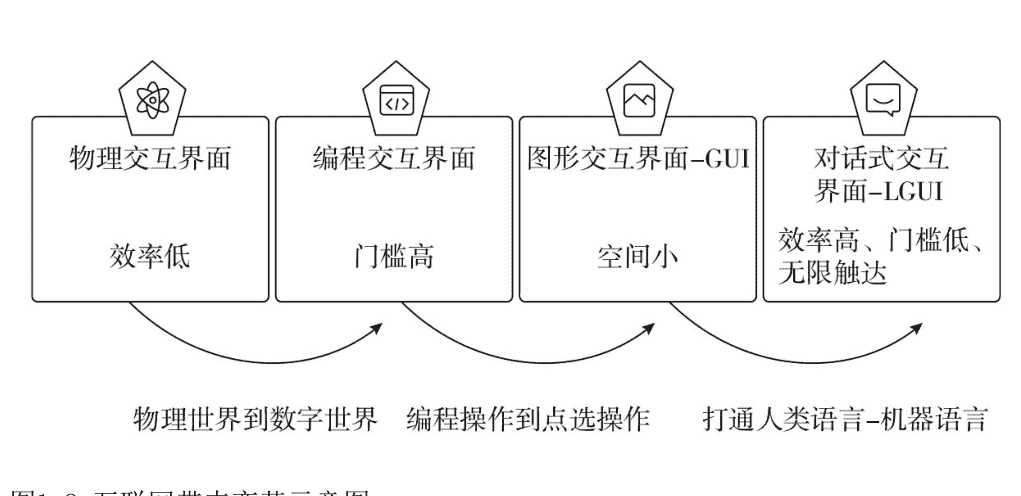 物理交互界面
效率低
编程交互界面
</>
门槛高
图形交互界面-GUI
空间小
对话式交互
界面-LGUI
效率高、门槛低、
无限触达
物理世界到数字世界
编程操作到点选操作
打通人类语言-机器语言